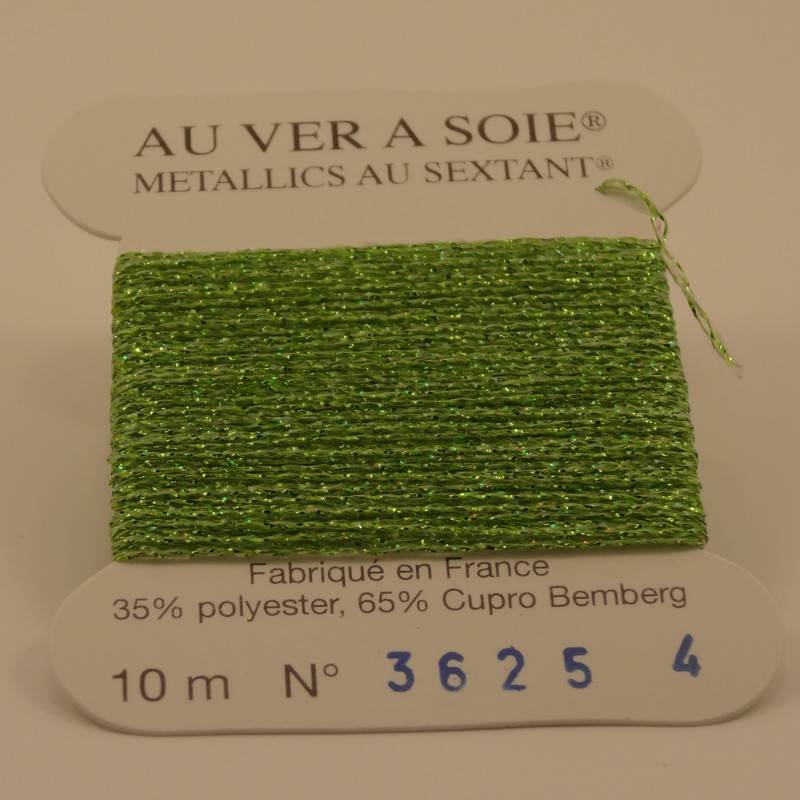 AU VER A SOIE®
METALLICS AU SEXTANT®
Fabriqué en France
35% polyester, 65% Cupro Bemberg
10 m N° 3625 4